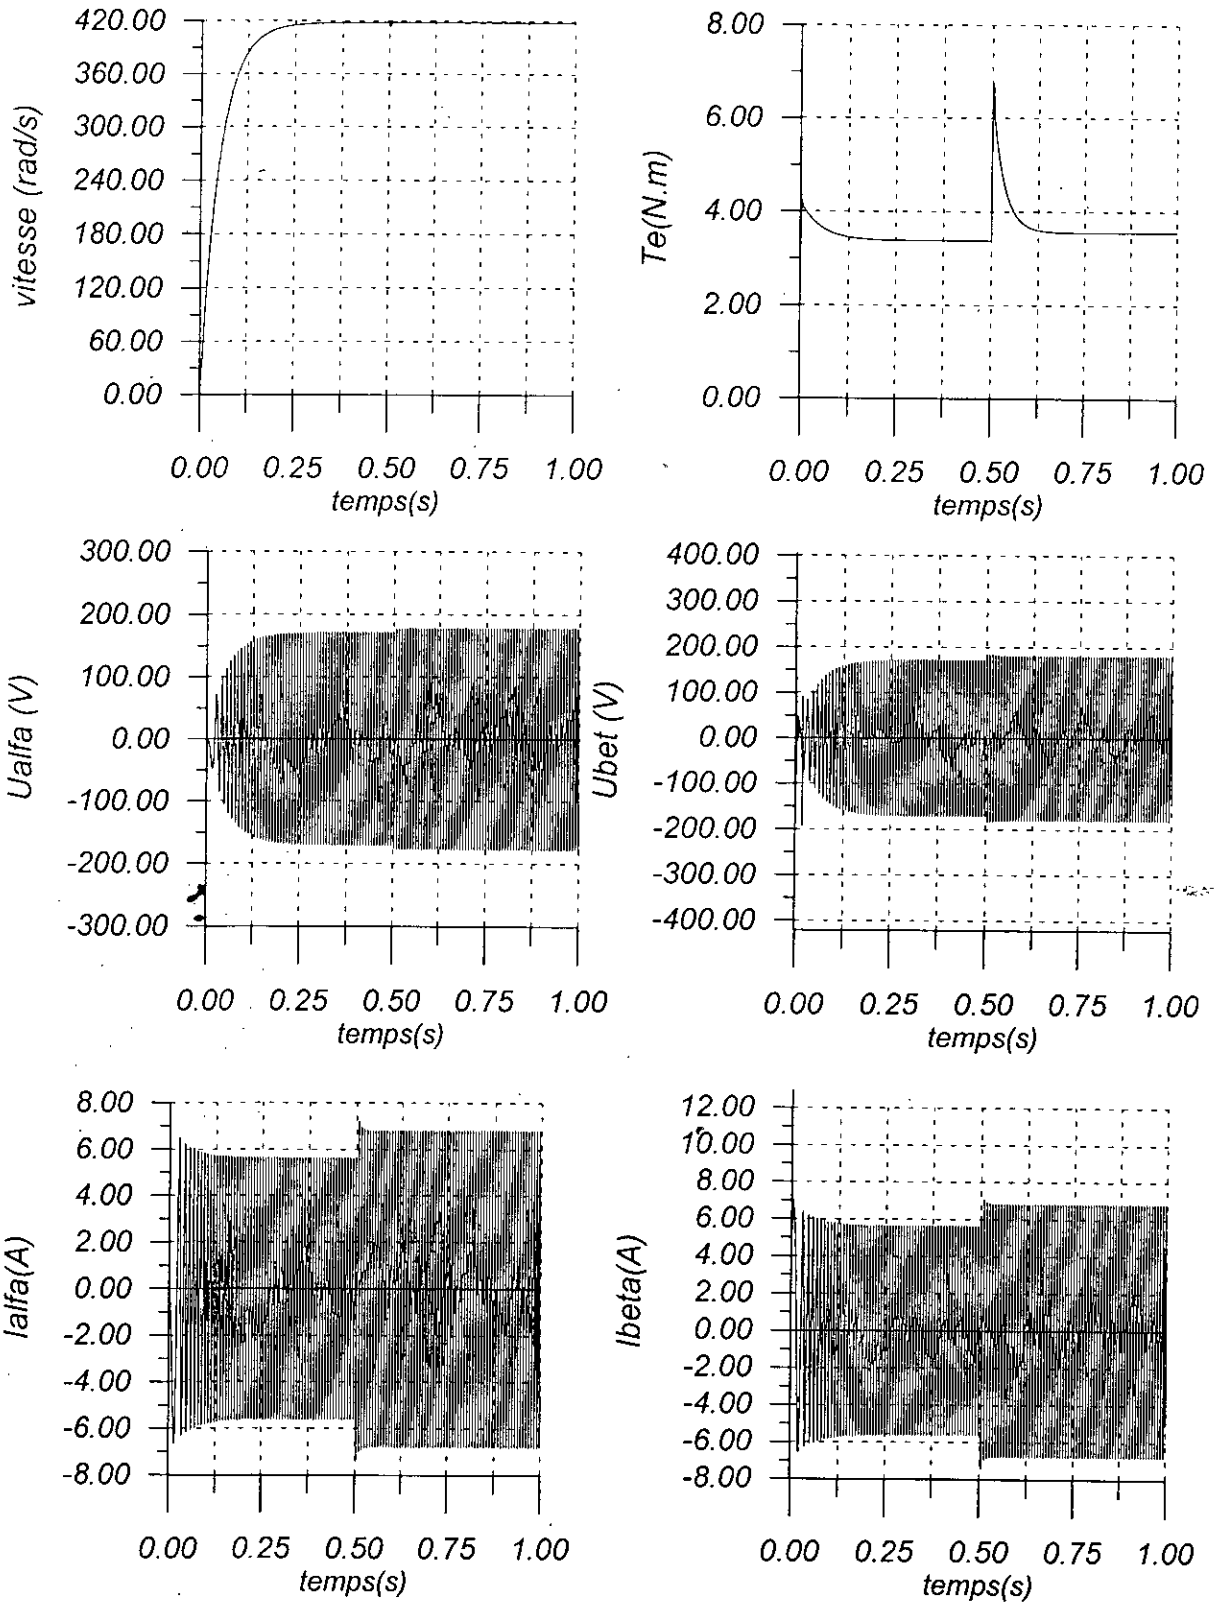 420.00
360.00
300.00
240.00
180.00
120.00
60.00
0.00
vitesse (rad/s)
0.00 0.25 0.50 0.75 1.00
temps(s)
8.00
6.00
4.00
2.00
0.00
Te(N.m)
0.00 0.25 0.50 0.75 1.00
temps(s)
300.00
200.00
100.00
0.00
-100.00
-200.00
-300.00
Ualfa (V)
0.00 0.25 0.50 0.75 1.00
temps(s)
400.00
300.00
200.00
100.00
0.00
-100.00
-200.00
-300.00
-400.00
Ubet (V)
0.00 0.25 0.50 0.75 1.00
temps(s)
8.00
6.00
4.00
2.00
0.00
-2.00
-4.00
-6.00
-8.00
Ialfa(A)
0.00 0.25 0.50 0.75 1.00
temps(s)
12.00
10.00
8.00
6.00
4.00
2.00
0.00
-2.00
-4.00
-6.00
-8.00
Ibeta(A)
0.00 0.25 0.50 0.75 1.00
temps(s)